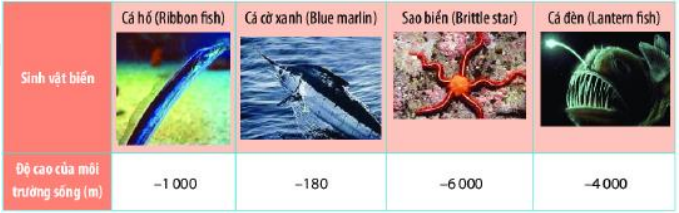 Sinh vật biển
Cá hố (Ribbon fish)
Cá cờ xanh (Blue marlin)
Sao biển (Brittle star)
Cá đèn (Lantern fish)
Độ cao của môi
trường sống (m)
–1 000
–180
–6 000
–4 000